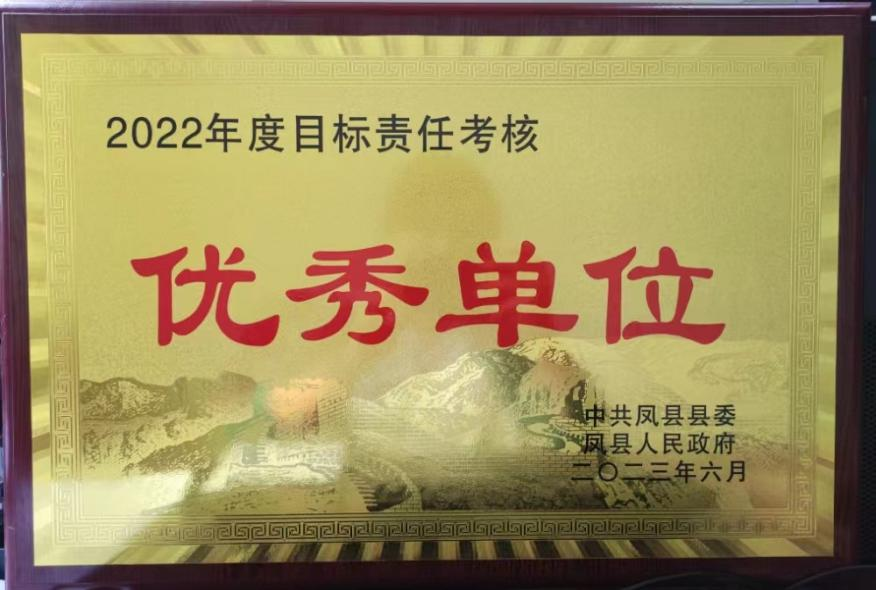 2022年度目标责任考核
优秀单位
中共凤县县委
凤县人民政府
二〇二三年六月